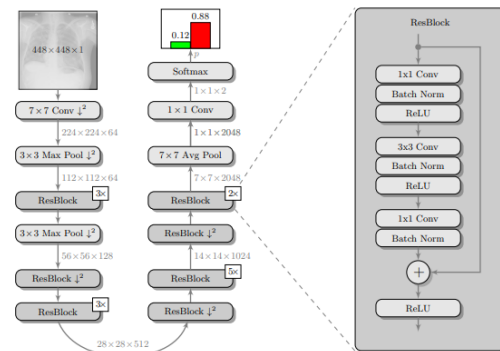 448×448×1
7×7 Conv ↓²
224×224×64
3×3 Max Pool ↓²
112×112×64
ResBlock
3×
3×3 Max Pool ↓²
56×56×128
ResBlock ↓²
ResBlock
3×
28×28×512
0.12
0.88
p
Softmax
1×1×2
1×1 Conv
1×1×2048
7×7 Avg Pool
7×7×2048
ResBlock
2×
ResBlock ↓²
14×14×1024
ResBlock
5×
ResBlock ↓²
ResBlock
1x1 Conv
Batch Norm
ReLU
3x3 Conv
Batch Norm
ReLU
1x1 Conv
Batch Norm
+
ReLU